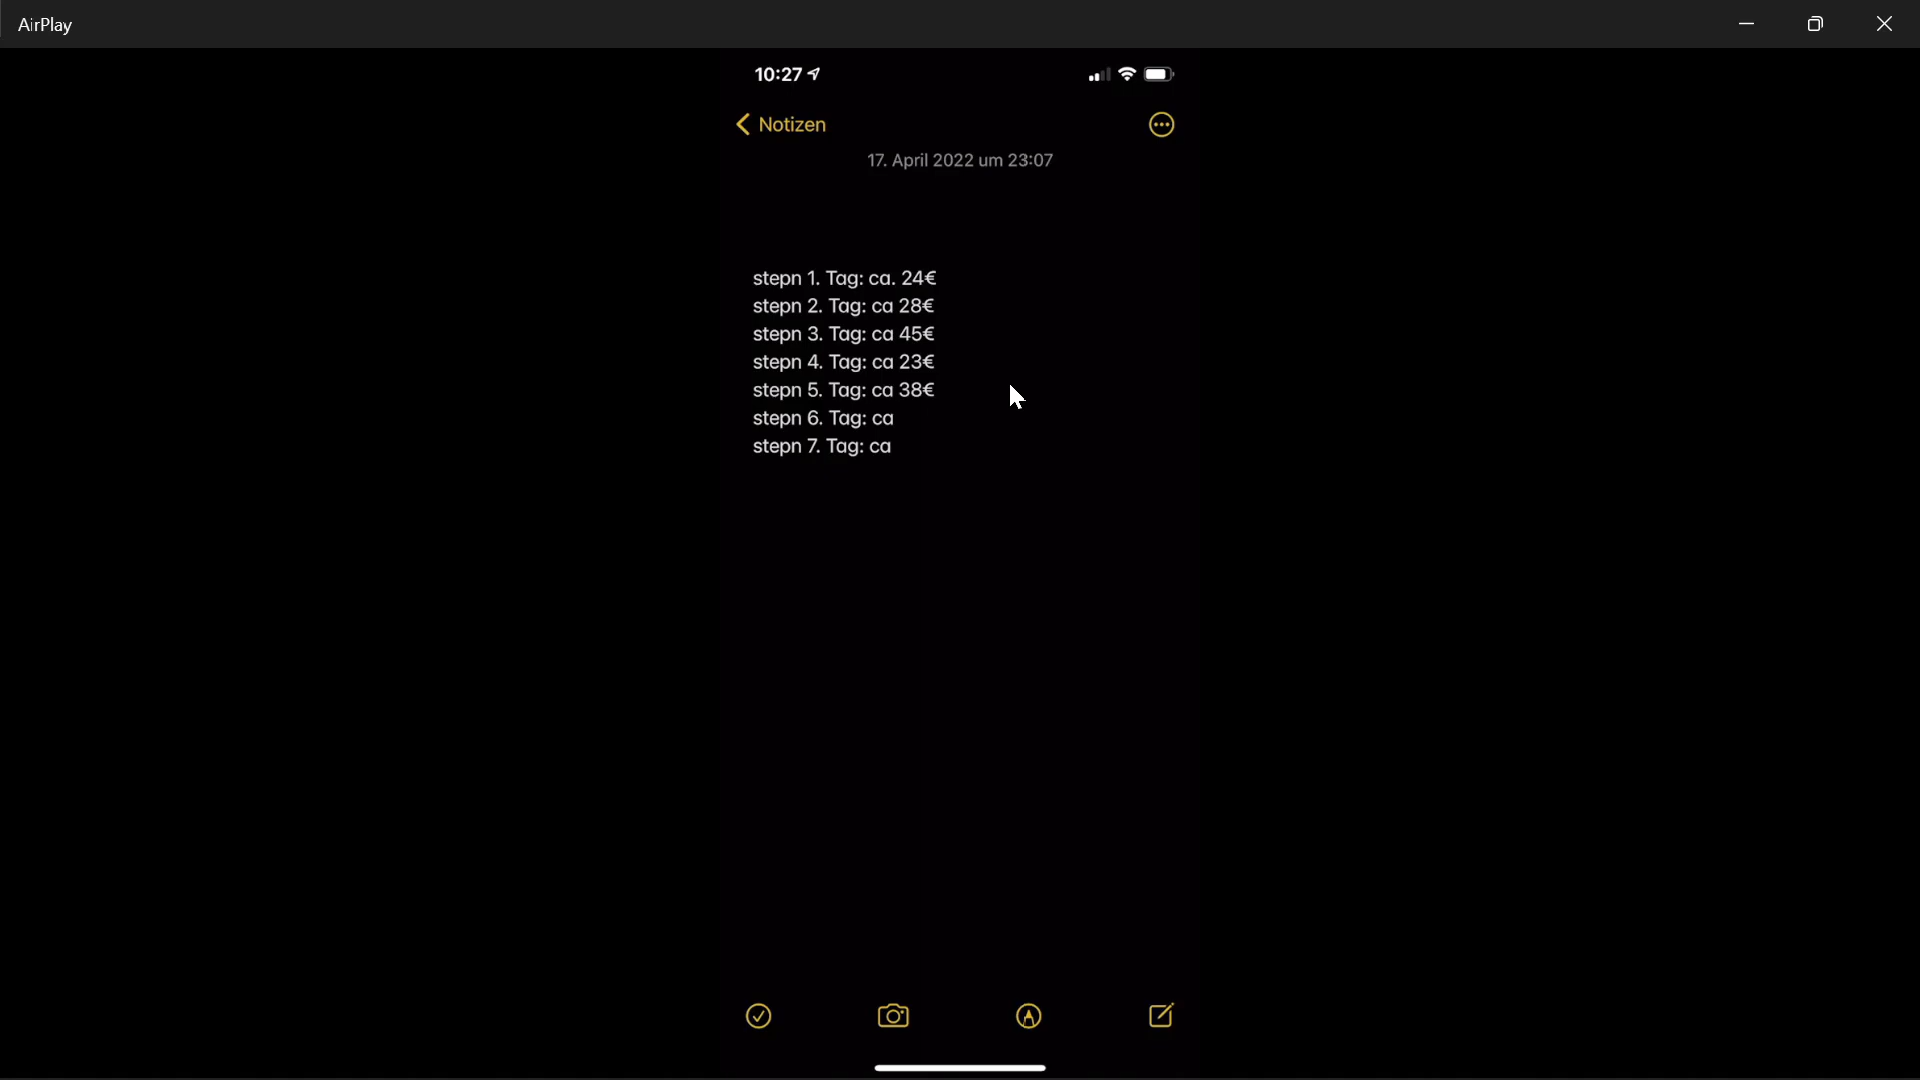 AirPlay
10:27
Notizen
17. April 2022 um 23:07
stepn 1. Tag: ca. 24€
stepn 2. Tag: ca 28€
stepn 3. Tag: ca 45€
stepn 4. Tag: ca 23€
stepn 5. Tag: ca 38€
stepn 6. Tag: ca
stepn 7. Tag: ca